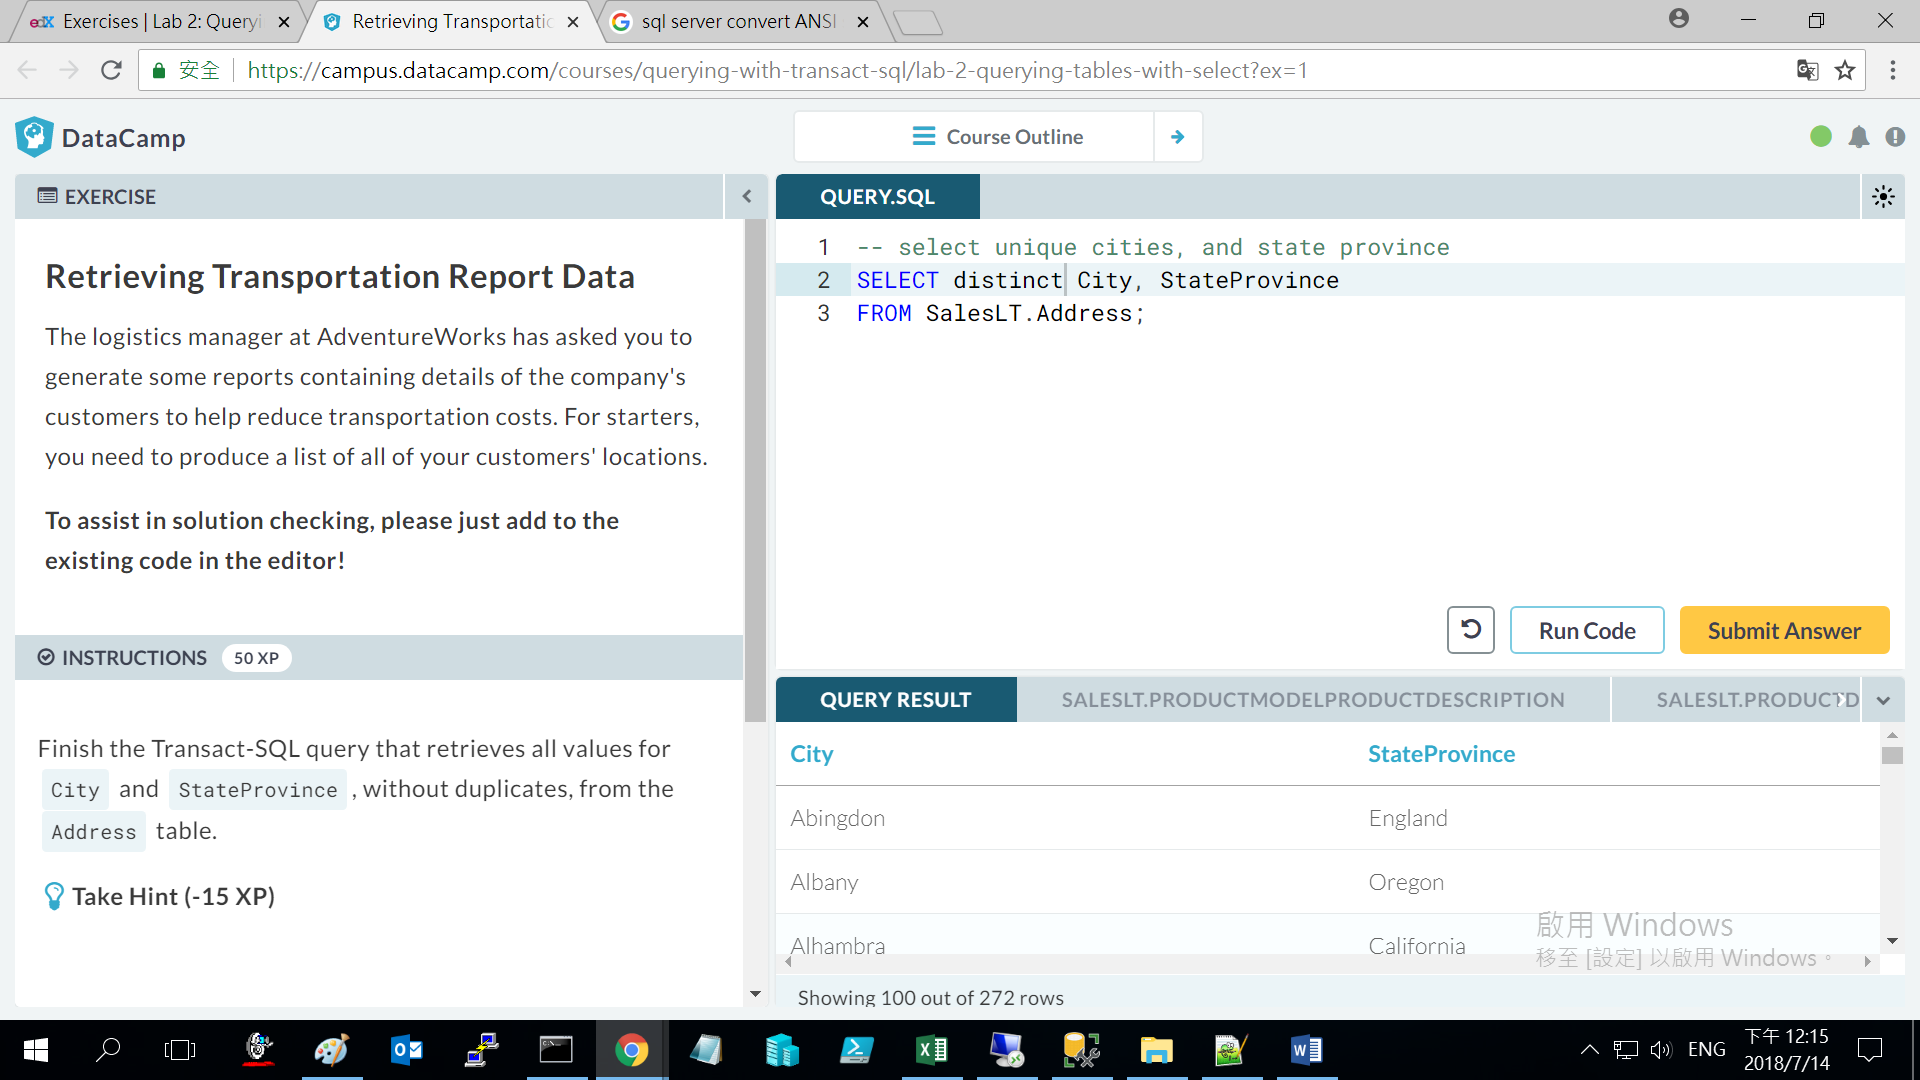 edX Exercises | Lab 2: Queryi
Retrieving Transportatio
sql server convert ANSI
安全
https://campus.datacamp.com/courses/querying-with-transact-sql/lab-2-querying-tables-with-select?ex=1
DataCamp
Course Outline
EXERCISE
Retrieving Transportation Report Data
The logistics manager at AdventureWorks has asked you to
generate some reports containing details of the company's
customers to help reduce transportation costs. For starters,
you need to produce a list of all of your customers' locations.
To assist in solution checking, please just add to the
existing code in the editor!
INSTRUCTIONS 50 XP
Finish the Transact-SQL query that retrieves all values for
City and StateProvince , without duplicates, from the
Address table.
Take Hint (-15 XP)
QUERY.SQL
1 -- select unique cities, and state province
2 SELECT distinct City, StateProvince
3 FROM SalesLT.Address;
Run Code
Submit Answer
QUERY RESULT
SALESLT.PRODUCTMODELPRODUCTDESCRIPTION
SALESLT.PRODUCTD
City StateProvince
Abingdon England
Albany Oregon
Alhambra California
Showing 100 out of 272 rows
啟用 Windows
移至 [設定] 以啟用 Windows。
ENG
下午 12:15
2018/7/14